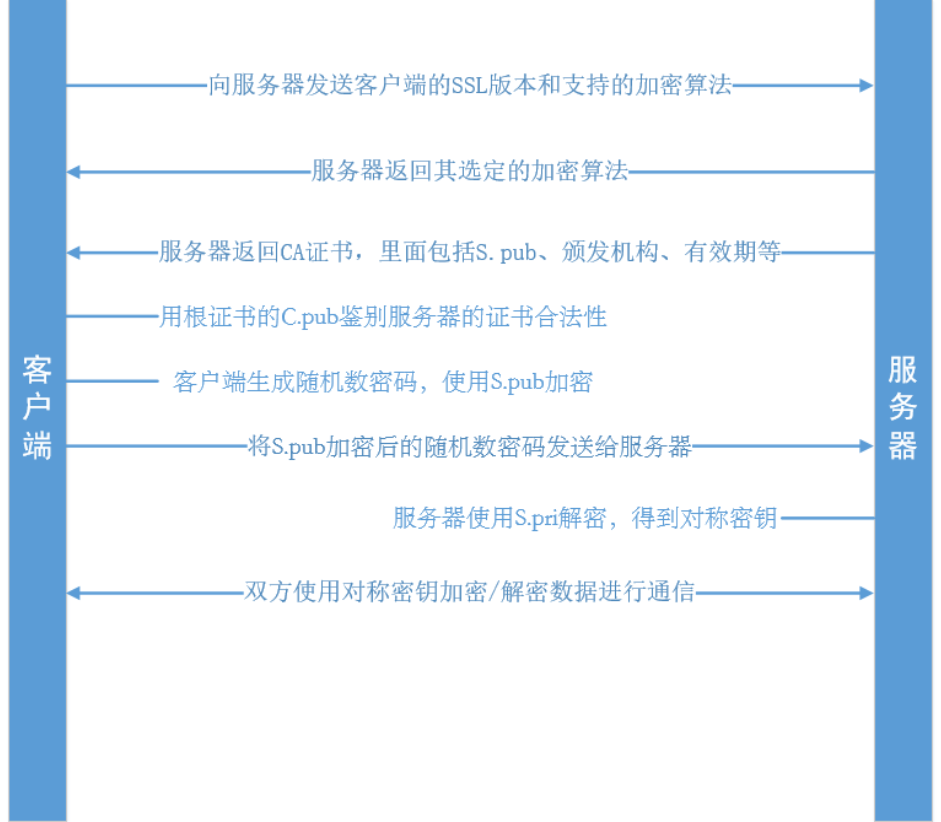 向服务器发送客户端的SSL版本和支持的加密算法
服务器返回其选定的加密算法
服务器返回CA证书，里面包括S.pub、颁发机构、有效期等
用根证书的C.pub鉴别服务器的证书合法性
客户端生成随机数密码，使用S.pub加密
将S.pub加密后的随机数密码发送给服务器
服务器使用S.pri解密，得到对称密钥
双方使用对称密钥加密/解密数据进行通信
客户端
服务器